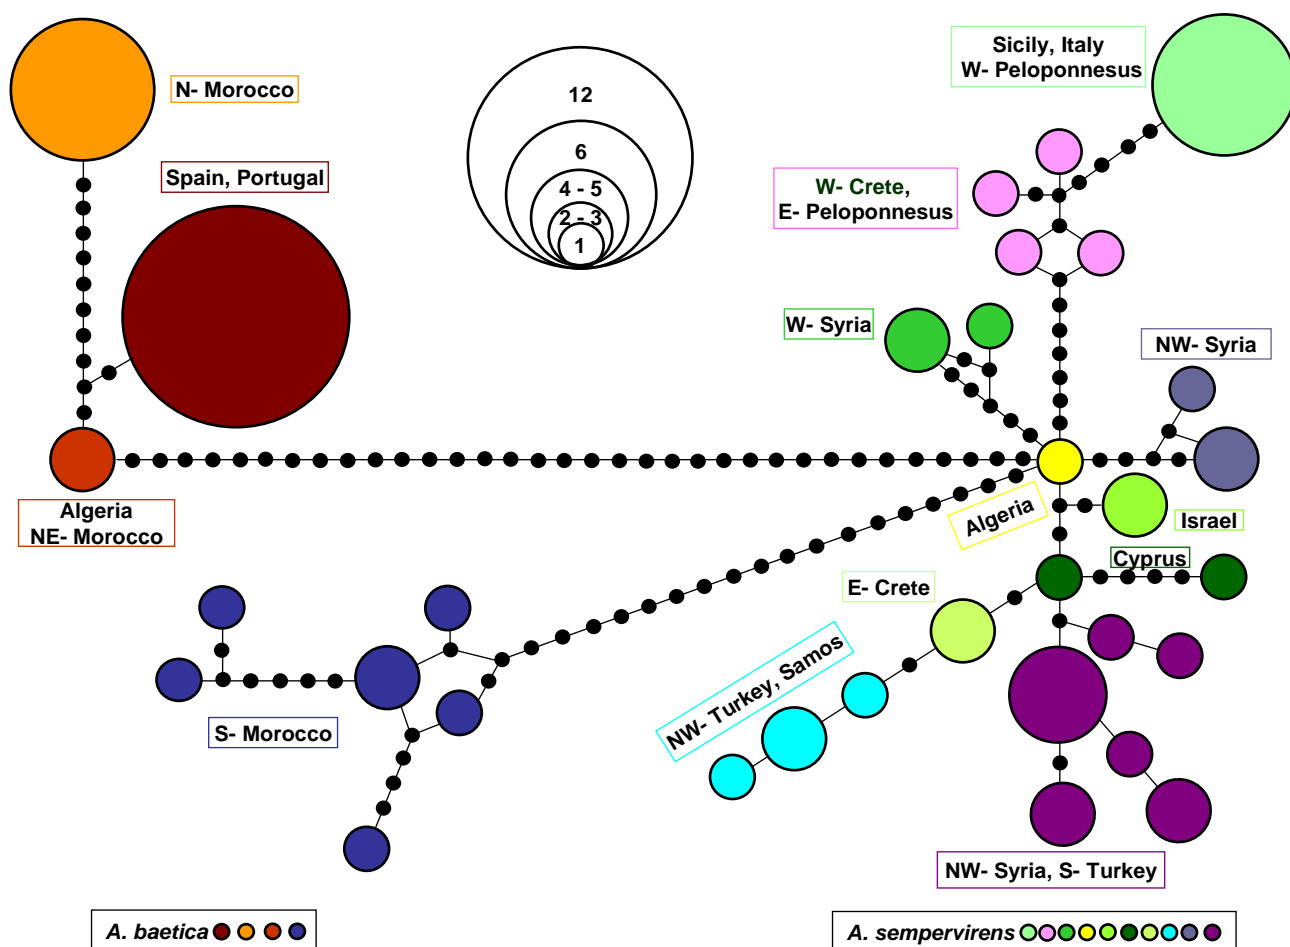 N- Morocco
Spain, Portugal
12
6
4 - 5
2 - 3
1
Sicily, Italy
W- Peloponnesus
W- Crete,
E- Peloponnesus
W- Syria
NW- Syria
Algeria
NE- Morocco
Algeria
Israel
Cyprus
E- Crete
NW- Turkey, Samos
S- Morocco
NW- Syria, S- Turkey
A. baetica
A. sempervirens